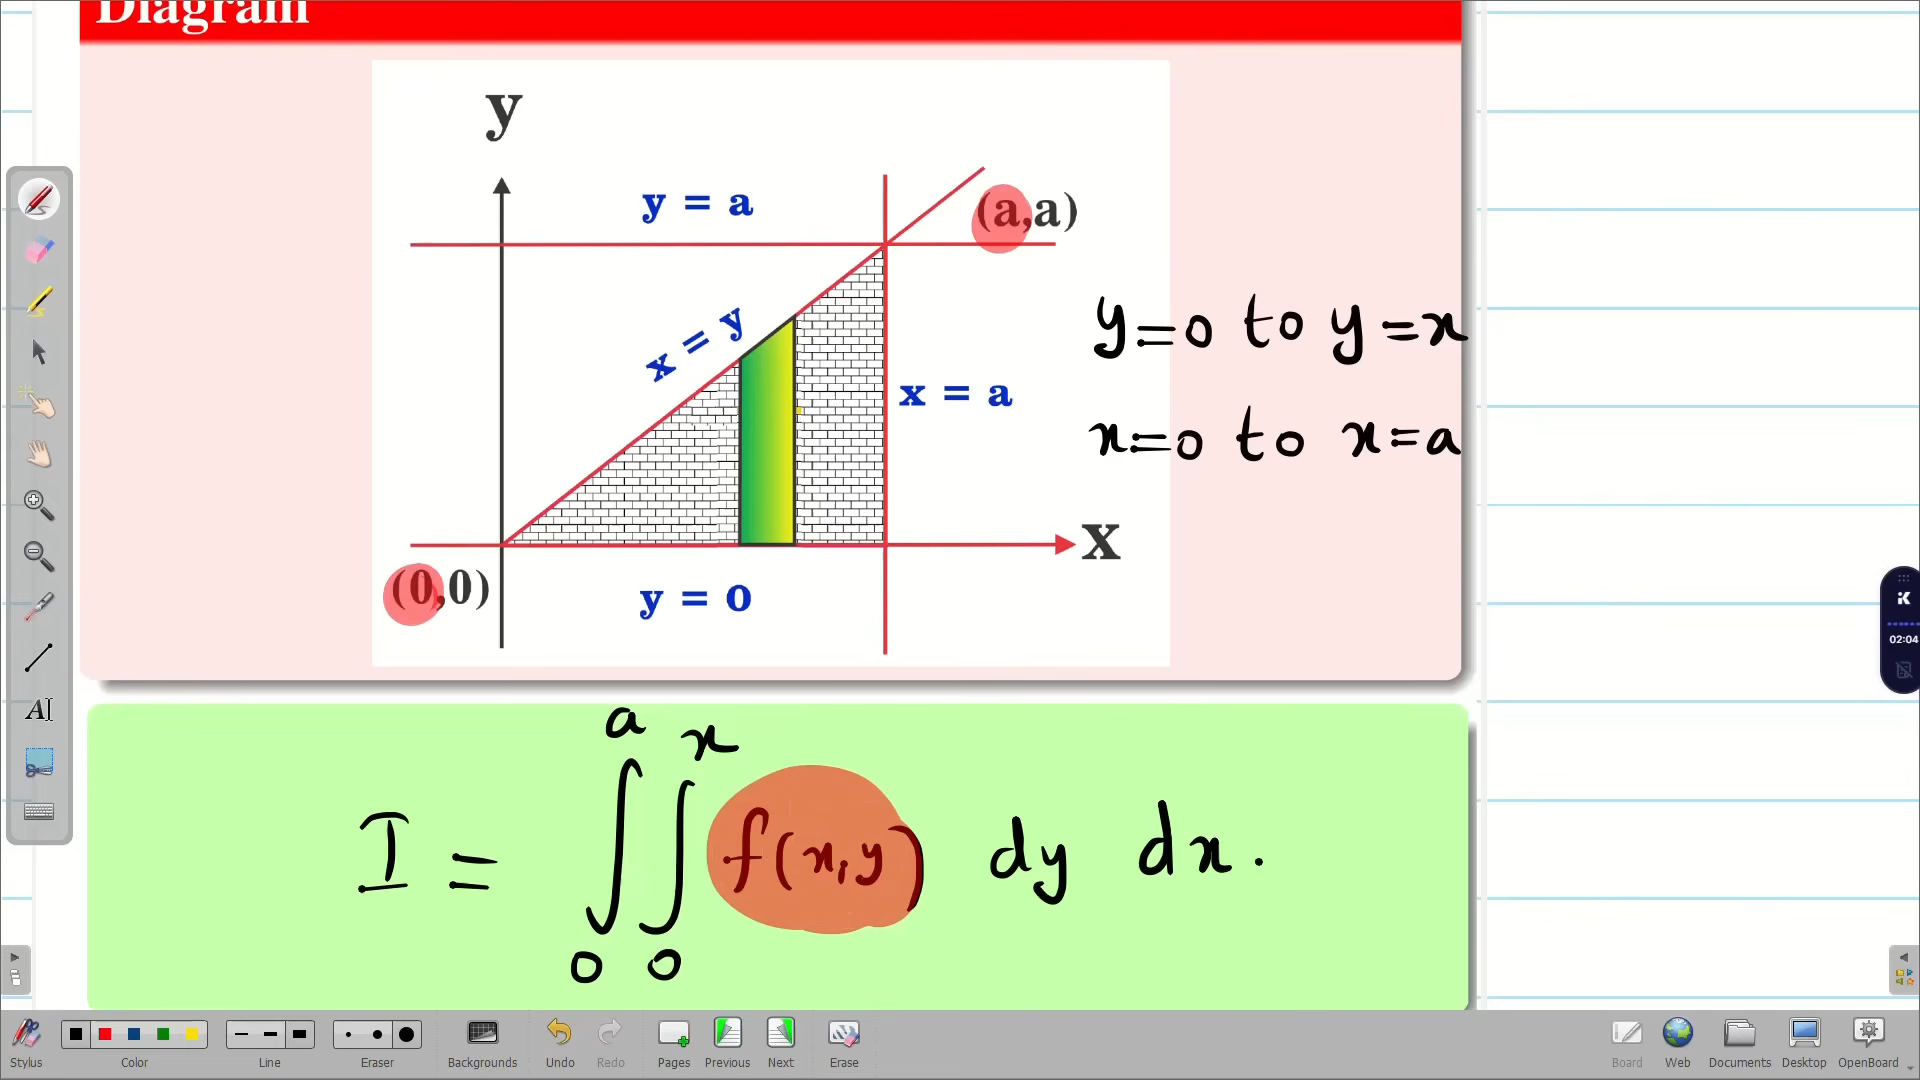 Diagram
y
y = a
(a,a)
x = y
y=0 to y=x
x = a
x=0 to x=a
x
(0,0)
y = 0
a x
I = ∫∫ f(x,y) dy dx.
0 0
02:04
Stylus
Color
Line
Eraser
Backgrounds
Undo
Redo
Pages
Previous
Next
Erase
Board
Web
Documents
Desktop
OpenBoard